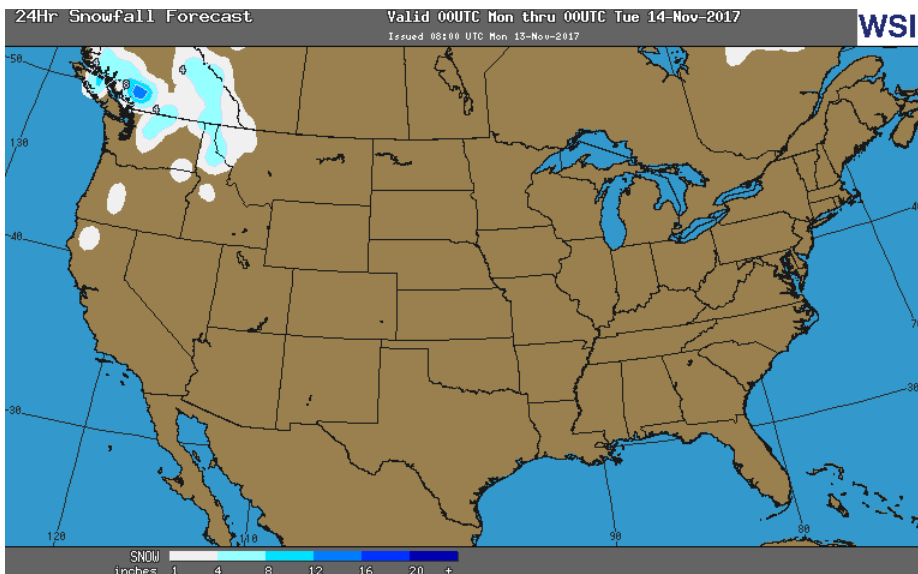 24Hr Snowfall Forecast
Valid 00UTC Mon thru 00UTC Tue 14-Nov-2017
Issued 08:00 UTC Mon 13-Nov-2017
WSI
50
130
40
30
120
110
90
80
30
4
4
SNOW
inches 1 4 8 12 16 20 +